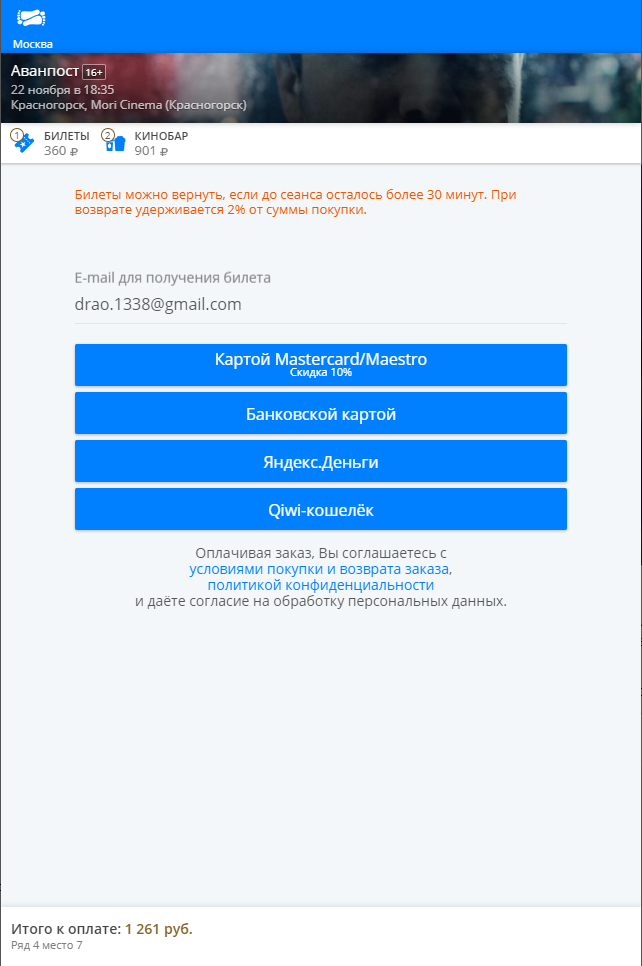 Москва
Аванпост 16+
22 ноября в 18:35
Красногорск, Mori Cinema (Красногорск)
1 БИЛЕТЫ 2 КИНОБАР
360 ₽ 901 ₽
Билеты можно вернуть, если до сеанса осталось более 30 минут. При
возврате удерживается 2% от суммы покупки.
E-mail для получения билета
drao.1338@gmail.com
Картой Mastercard/Maestro
Скидка 10%
Банковской картой
Яндекс.Деньги
Qiwi-кошелёк
Оплачивая заказ, Вы соглашаетесь с
условиями покупки и возврата заказа,
политикой конфиденциальности
и даёте согласие на обработку персональных данных.
Итого к оплате: 1 261 руб.
Ряд 4 место 7